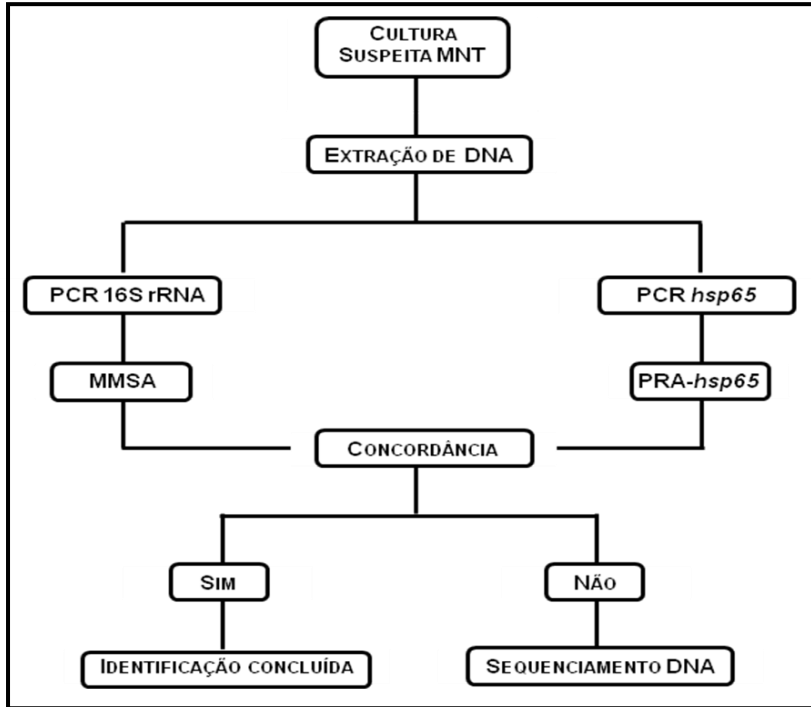 CULTURA
SUSPEITA MNT
EXTRAÇÃO DE DNA
PCR 16S rRNA
PCR hsp65
MMSA
PRA-hsp65
CONCORDÂNCIA
SIM
NÃO
IDENTIFICAÇÃO CONCLUÍDA
SEQUENCIAMENTO DNA